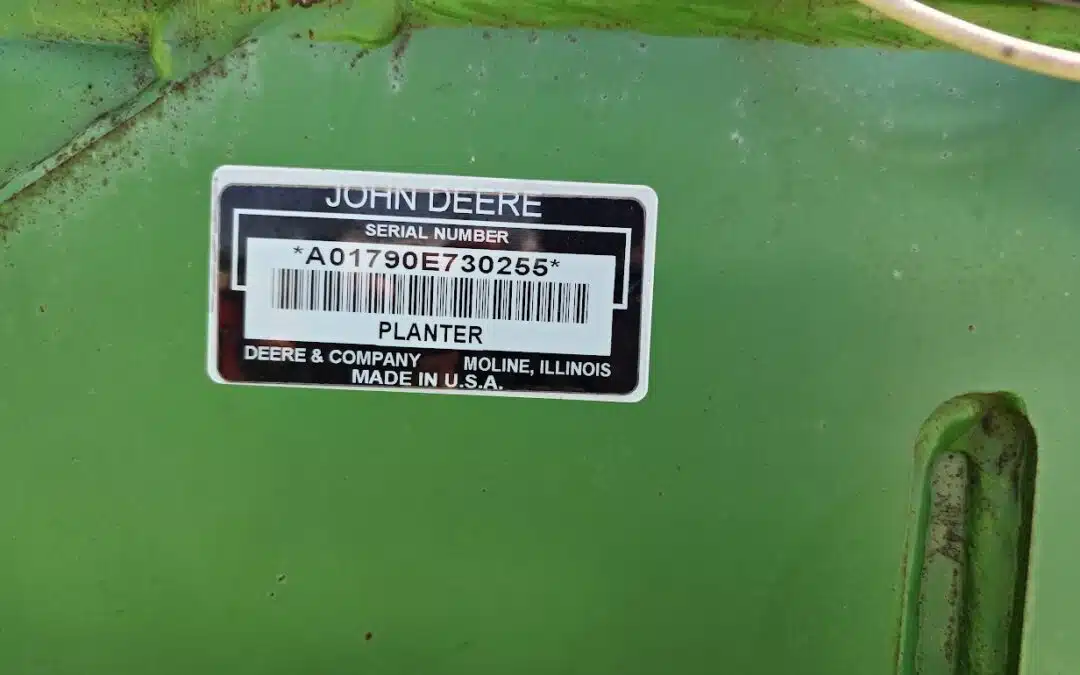 JOHN DEERE
SERIAL NUMBER
*A01790E730255*
PLANTER
DEERE & COMPANY MOLINE, ILLINOIS
MADE IN U.S.A.